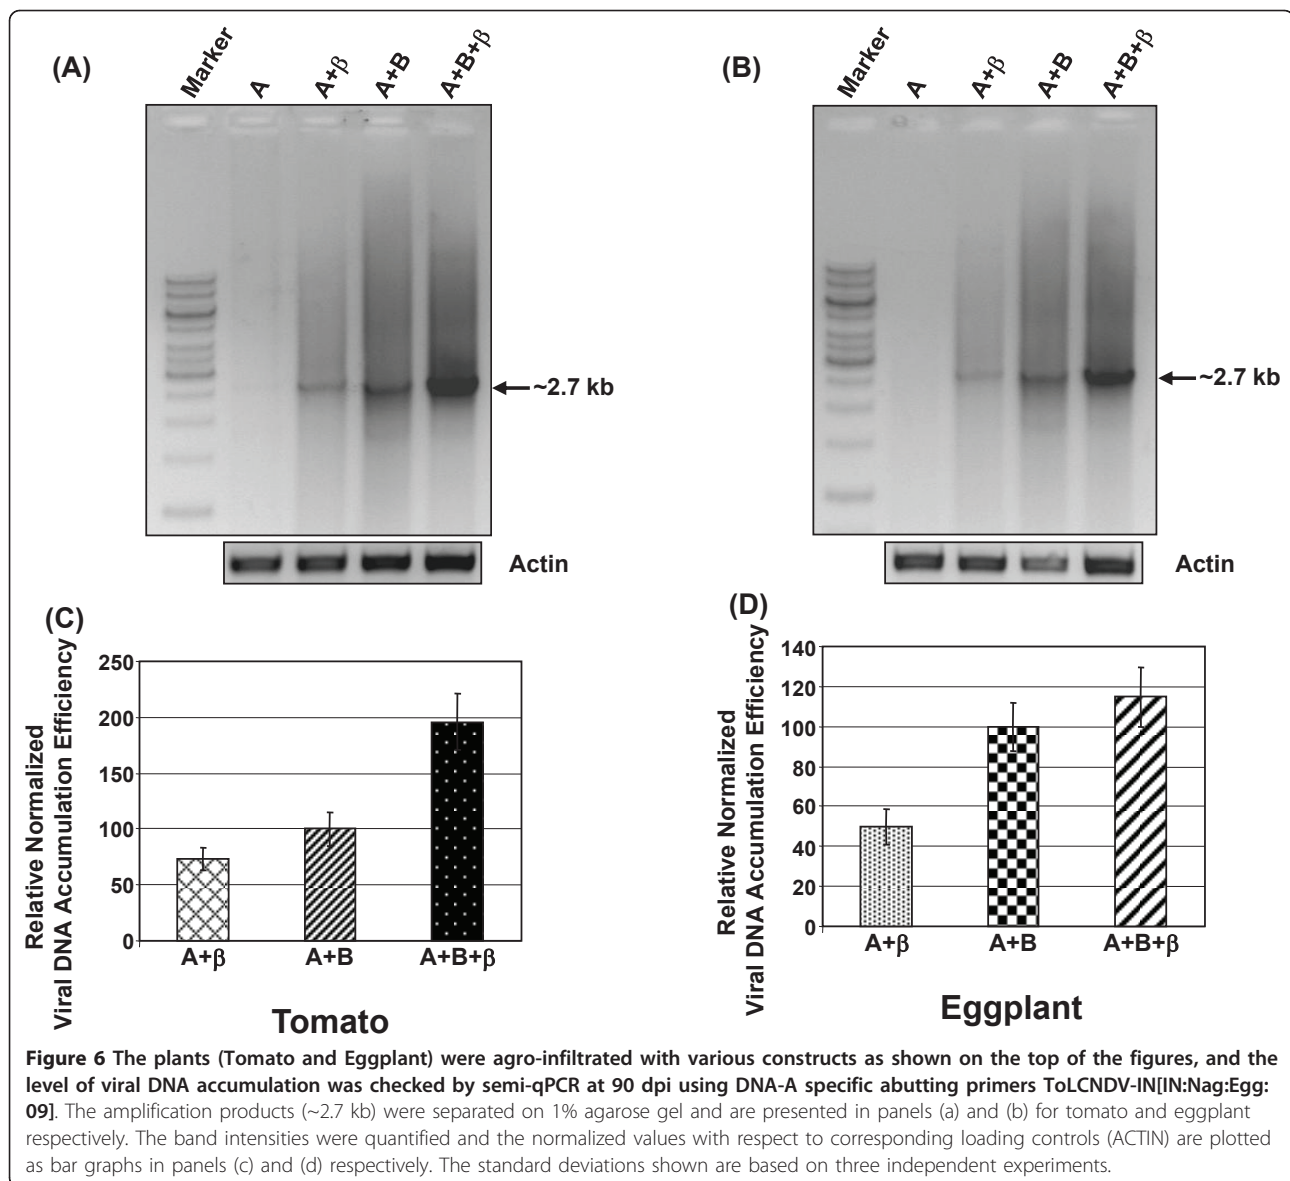 (A)
Marker
A
A+β
A+B
A+B+β
~2.7 kb
Actin
(B)
Marker
A
A+β
A+B
A+B+β
~2.7 kb
Actin
(C)
Relative Normalized
Viral DNA Accumulation Efficiency
250
200
150
100
50
0
A+β
A+B
A+B+β
Tomato
(D)
Relative Normalized
Viral DNA Accumulation Efficiency
140
120
100
80
60
40
20
0
A+β
A+B
A+B+β
Eggplant
Figure 6 The plants (Tomato and Eggplant) were agro-infiltrated with various constructs as shown on the top of the figures, and the
level of viral DNA accumulation was checked by semi-qPCR at 90 dpi using DNA-A specific abutting primers ToLCNDV-IN[IN:Nag:Egg:
09]. The amplification products (~2.7 kb) were separated on 1% agarose gel and are presented in panels (a) and (b) for tomato and eggplant
respectively. The band intensities were quantified and the normalized values with respect to corresponding loading controls (ACTIN) are plotted
as bar graphs in panels (c) and (d) respectively. The standard deviations shown are based on three independent experiments.